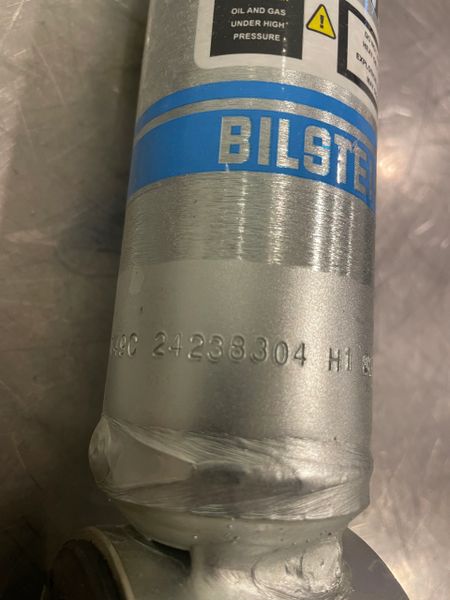 OIL AND GAS
UNDER HIGH
PRESSURE
BILSTE
24238304 H1